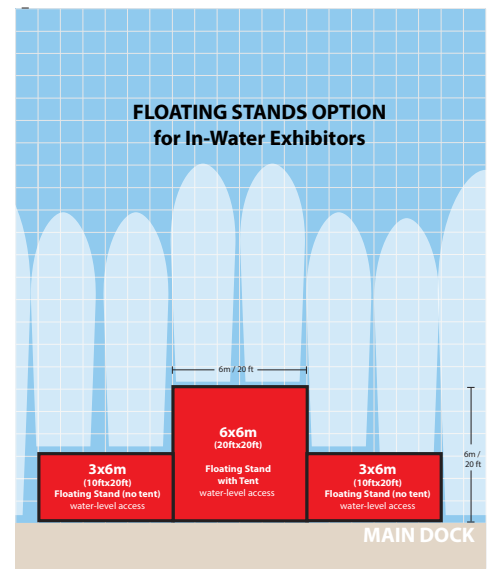 FLOATING STANDS OPTION
for In-Water Exhibitors
6m / 20 ft
6x6m
(20ftx20ft)
Floating Stand
with Tent
water-level access
6m /
20 ft
3x6m
(10ftx20ft)
Floating Stand (no tent)
water-level access
3x6m
(10ftx20ft)
Floating Stand (no tent)
water-level access
MAIN DOCK